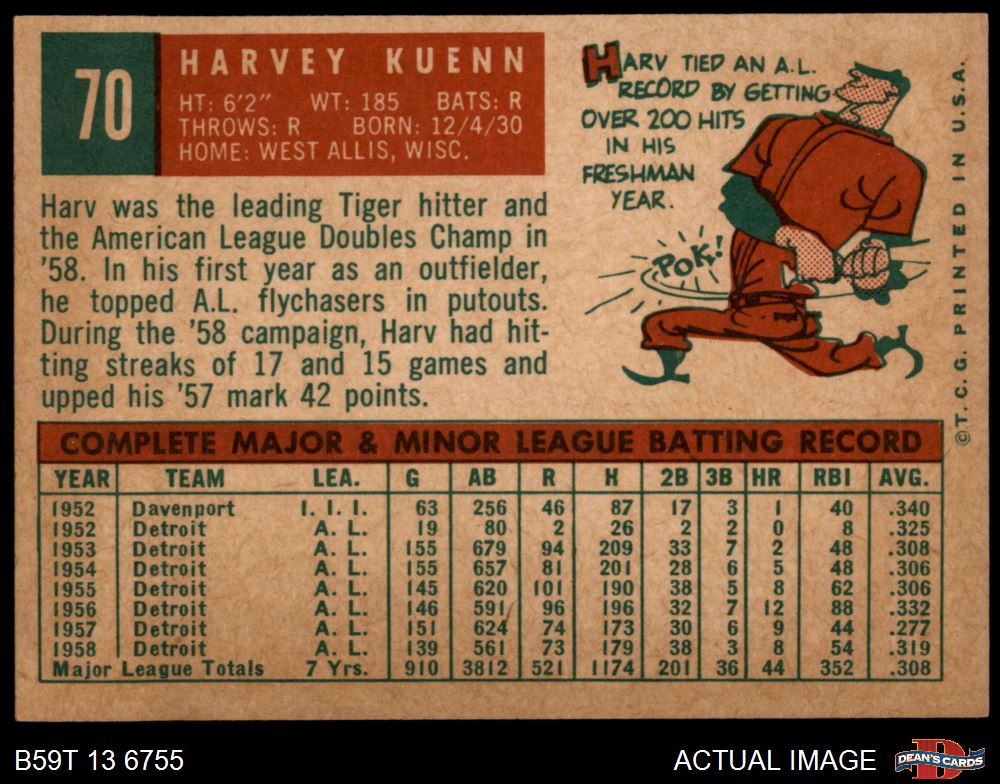 70
HARVEY KUENN
HT: 6'2" WT: 185 BATS: R
THROWS: R BORN: 12/4/30
HOME: WEST ALLIS, WISC.
Harv was the leading Tiger hitter and
the American League Doubles Champ in
'58. In his first year as an outfielder,
he topped A.L. flychasers in putouts.
During the '58 campaign, Harv had hit-
ting streaks of 17 and 15 games and
upped his '57 mark 42 points.
HARV TIED AN A.L.
RECORD BY GETTING
OVER 200 HITS
IN HIS
FRESHMAN
YEAR.
POK!
©T.C.G. PRINTED IN U.S.A.
COMPLETE MAJOR & MINOR LEAGUE BATTING RECORD
YEAR TEAM LEA. G AB R H 2B 3B HR RBI AVG.
1952 Davenport I. I. I. 63 256 46 87 17 3 1 40 .340
1952 Detroit A. L. 19 80 2 26 2 2 0 8 .325
1953 Detroit A. L. 155 679 94 209 33 7 2 48 .308
1954 Detroit A. L. 155 657 81 201 28 6 5 48 .306
1955 Detroit A. L. 145 620 101 190 38 5 8 62 .306
1956 Detroit A. L. 146 591 96 196 32 7 12 88 .332
1957 Detroit A. L. 151 624 74 173 30 6 9 44 .277
1958 Detroit A. L. 139 561 73 179 38 3 8 54 .319
Major League Totals 7 Yrs. 910 3812 521 1174 201 36 44 352 .308
B59T 13 6755
ACTUAL IMAGE
DEAN'S CARDS